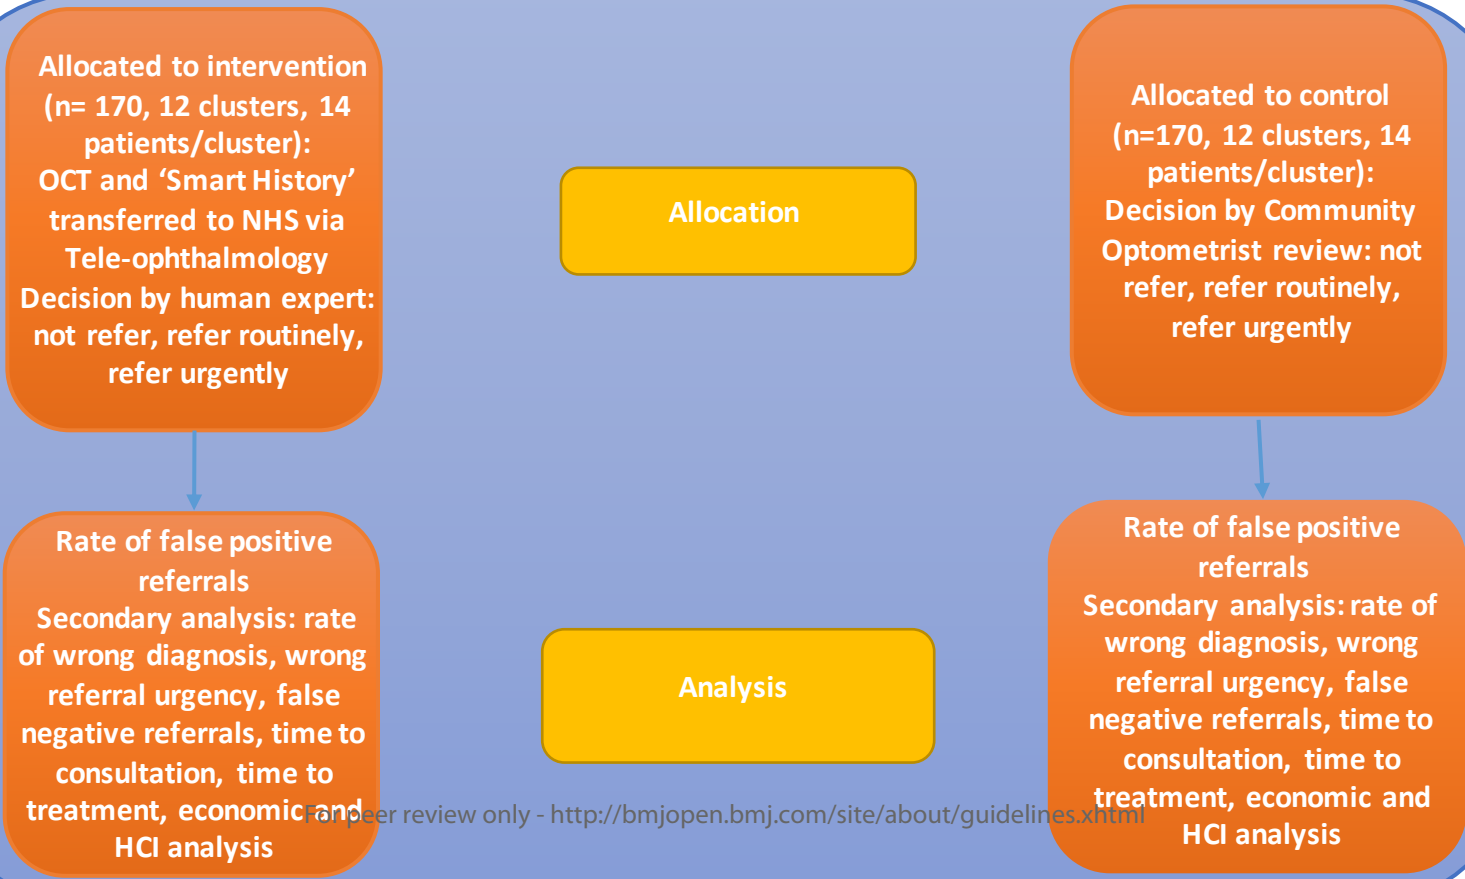 Allocated to intervention
(n= 170, 12 clusters, 14
patients/cluster):
OCT and ‘Smart History’
transferred to NHS via
Tele-ophthalmology
Decision by human expert:
not refer, refer routinely,
refer urgently
Allocation
Allocated to control
(n=170, 12 clusters, 14
patients/cluster):
Decision by Community
Optometrist review: not
refer, refer routinely,
refer urgently
Rate of false positive
referrals
Secondary analysis: rate
of wrong diagnosis, wrong
referral urgency, false
negative referrals, time to
consultation, time to
treatment, economic and
HCI analysis
Analysis
Rate of false positive
referrals
Secondary analysis: rate of
wrong diagnosis, wrong
referral urgency, false
negative referrals, time to
consultation, time to
treatment, economic and
HCI analysis
For peer review only - http://bmjopen.bmj.com/site/about/guidelines.xhtml